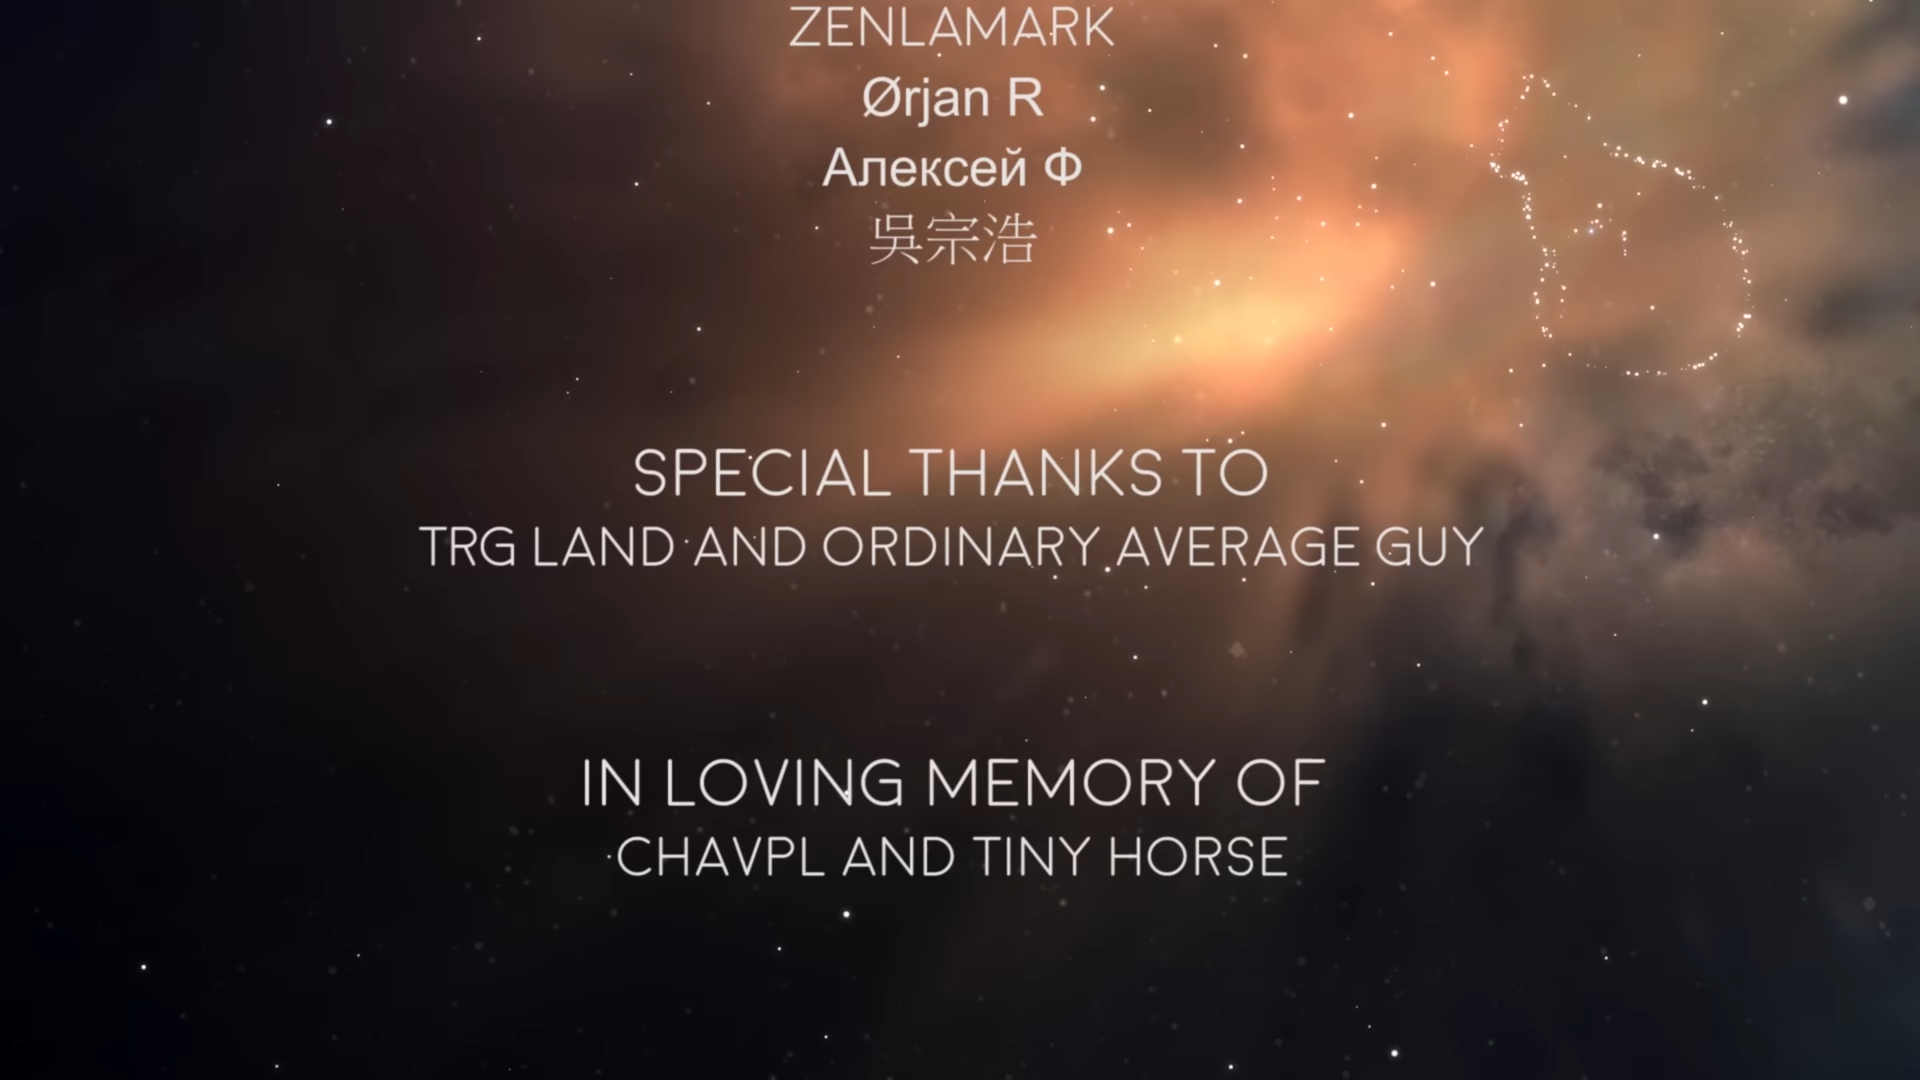 ZENLAMARK
Ørjan R
Алексей Ф
吳宗浩
SPECIAL THANKS TO
TRG LAND AND ORDINARY AVERAGE GUY
IN LOVING MEMORY OF
CHAVPL AND TINY HORSE